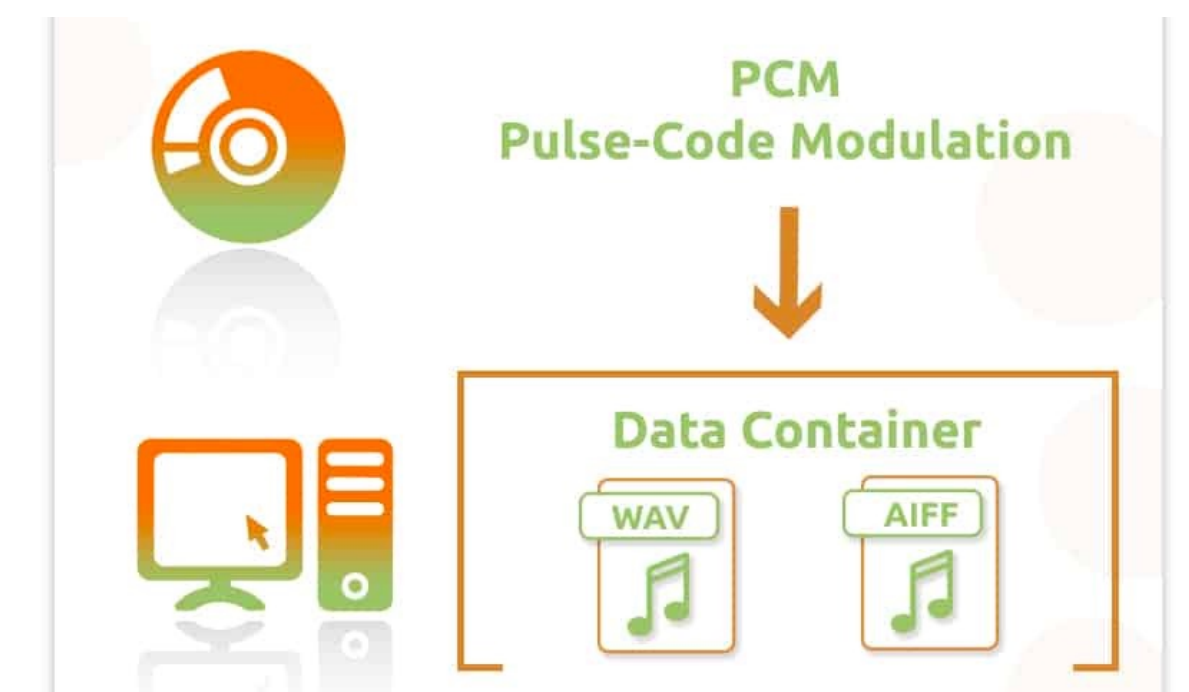 PCM
Pulse-Code Modulation
Data Container
WAV
AIFF